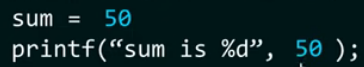 sum = 50
printf(“sum is %d”, 50 );